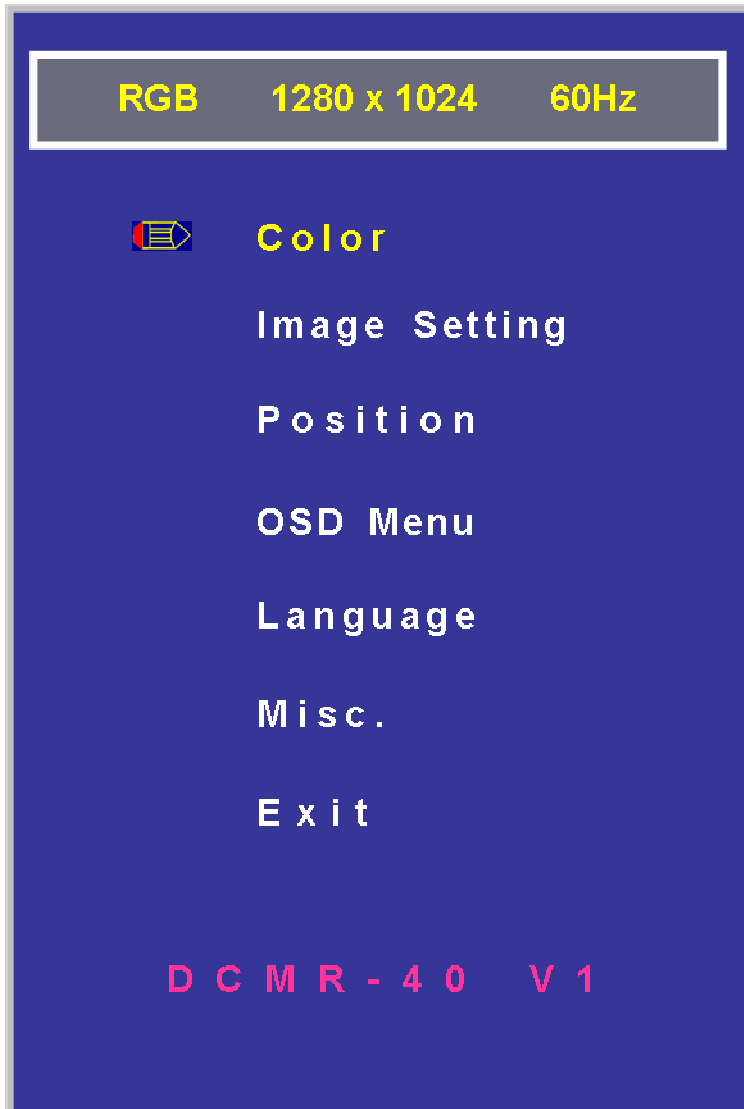 RGB 1280 x 1024 60Hz
Color
Image Setting
Position
OSD Menu
Language
Misc.
Exit
DCMR-40 V1